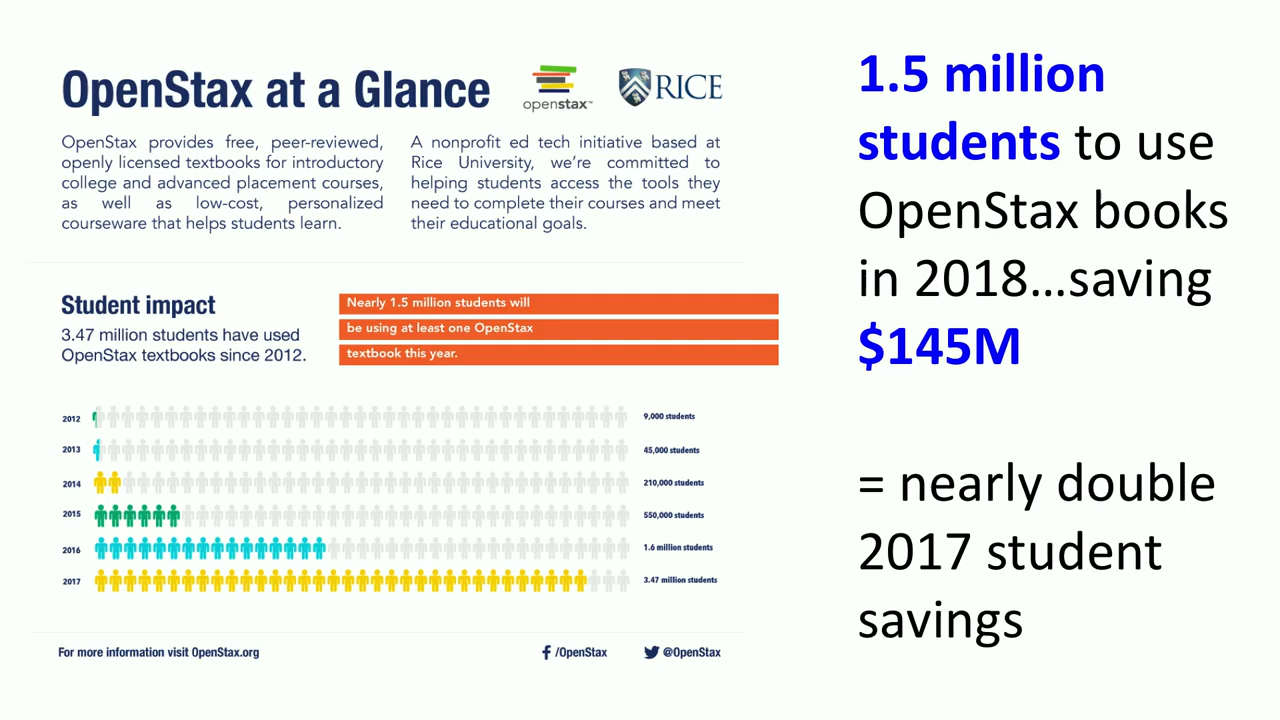 OpenStax at a Glance
openstax™
RICE
OpenStax provides free, peer-reviewed,
openly licensed textbooks for introductory
college and advanced placement courses,
as well as low-cost, personalized
courseware that helps students learn.
A nonprofit ed tech initiative based at
Rice University, we're committed to
helping students access the tools they
need to complete their courses and meet
their educational goals.
Student impact
3.47 million students have used
OpenStax textbooks since 2012.
Nearly 1.5 million students will
be using at least one OpenStax
textbook this year.
2012 9,000 students
2013 45,000 students
2014 210,000 students
2015 550,000 students
2016 1.6 million students
2017 3.47 million students
For more information visit OpenStax.org
/OpenStax
@OpenStax
1.5 million
students to use
OpenStax books
in 2018...saving
$145M
= nearly double
2017 student
savings